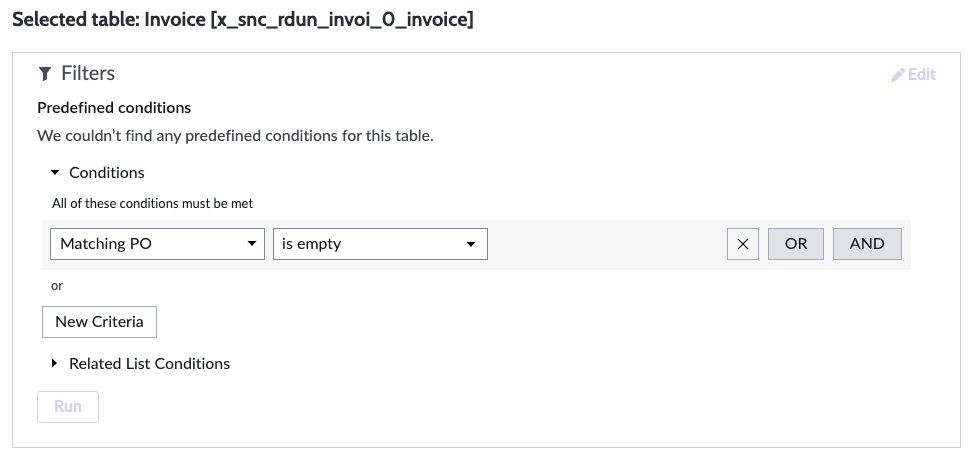 Selected table: Invoice [x_snc_rdun_invoi_0_invoice]
Filters
Edit
Predefined conditions
We couldn’t find any predefined conditions for this table.
Conditions
All of these conditions must be met
Matching PO is empty OR AND
or
New Criteria
Related List Conditions
Run